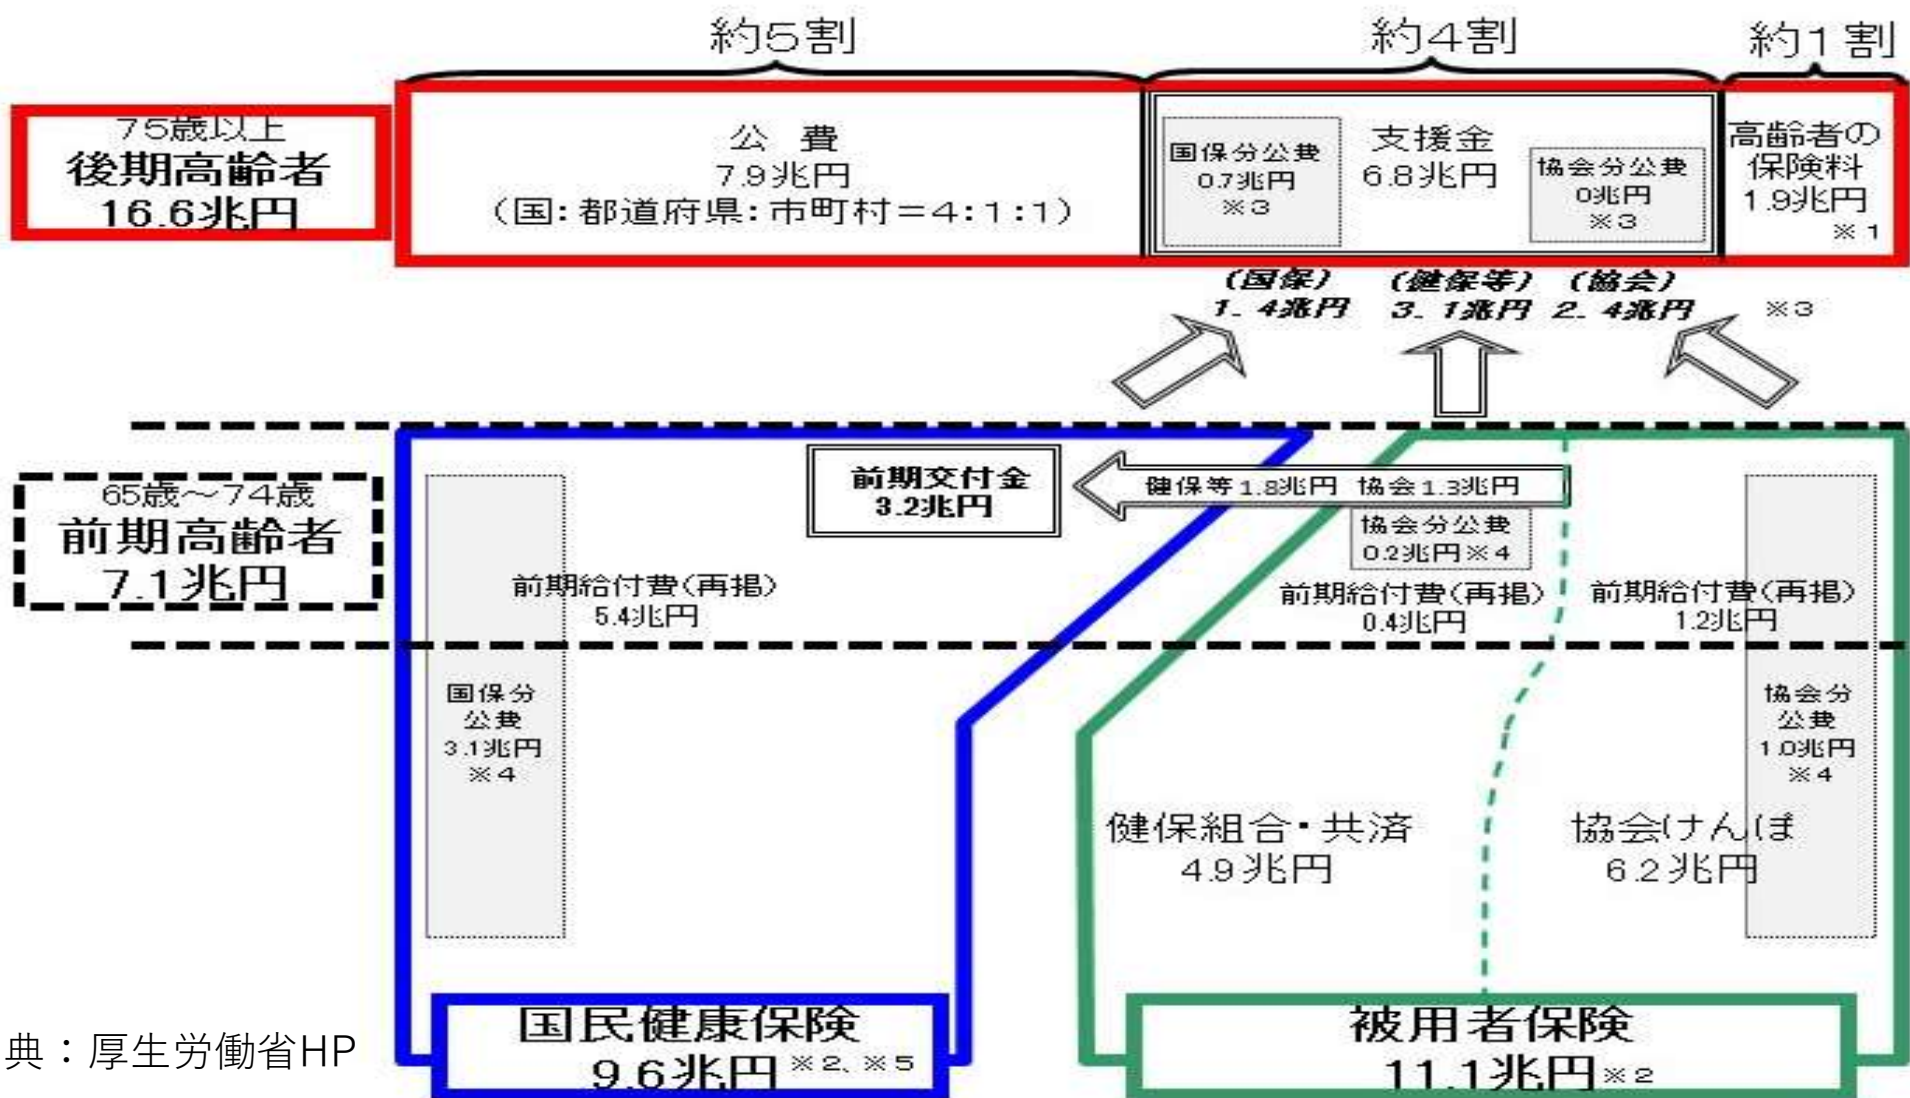 約5割
約4割
約1割
75歳以上
後期高齢者
16.6兆円
公 費
7.9兆円
(国:都道府県:市町村=4:1:1)
国保分公費
0.7兆円
※3
支援金
6.8兆円
協会分公費
0兆円
※3
高齢者の
保険料
1.9兆円
※1
(国保)
1.4兆円
(健保等)
3.1兆円
(協会)
2.4兆円
※3
65歳～74歳
前期高齢者
7.1兆円
前期交付金
3.2兆円
健保等1.8兆円 協会1.3兆円
協会分公費
0.2兆円※4
前期給付費(再掲)
5.4兆円
前期給付費(再掲)
0.4兆円
前期給付費(再掲)
1.2兆円
国保分
公費
3.1兆円
※4
協会分
公費
1.0兆円
※4
健保組合・共済
4.9兆円
協会けんぽ
6.2兆円
典：厚生労働省HP
国民健康保険
9.6兆円※2、※5
被用者保険
11.1兆円※2